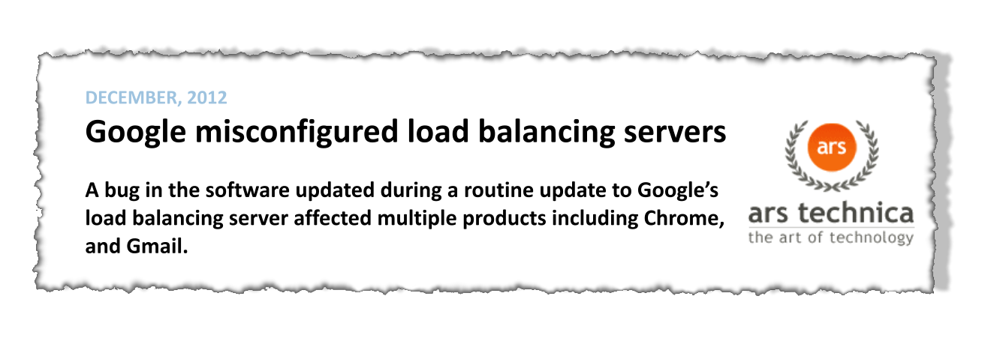 DECEMBER, 2012
Google misconfigured load balancing servers
A bug in the software updated during a routine update to Google’s
load balancing server affected multiple products including Chrome,
and Gmail.
ars
ars technica
the art of technology